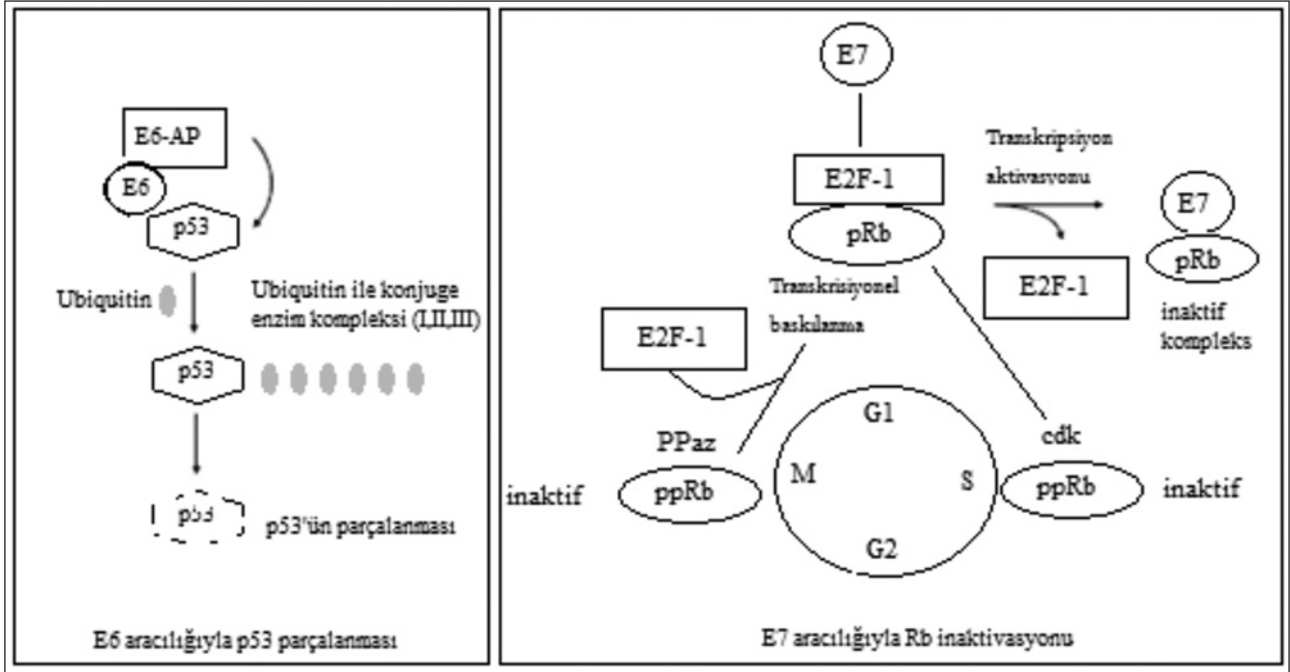 E6-AP
E6
p53
Ubiquitin
Ubiquitin ile konjuge
enzim kompleksi (I,II,III)
p53
p53
p53'ün parçalanması
E6 aracılığıyla p53 parçalanması
E7
E2F-1
pRb
Transkripsiyon
aktivasyonu
E7
pRb
E2F-1
inaktif
kompleks
Transkrisiyonel
baskılanma
E2F-1
PPaz
ppRb
inaktif
G1
M
S
G2
cdk
ppRb
inaktif
E7 aracılığıyla Rb inaktivasyonu